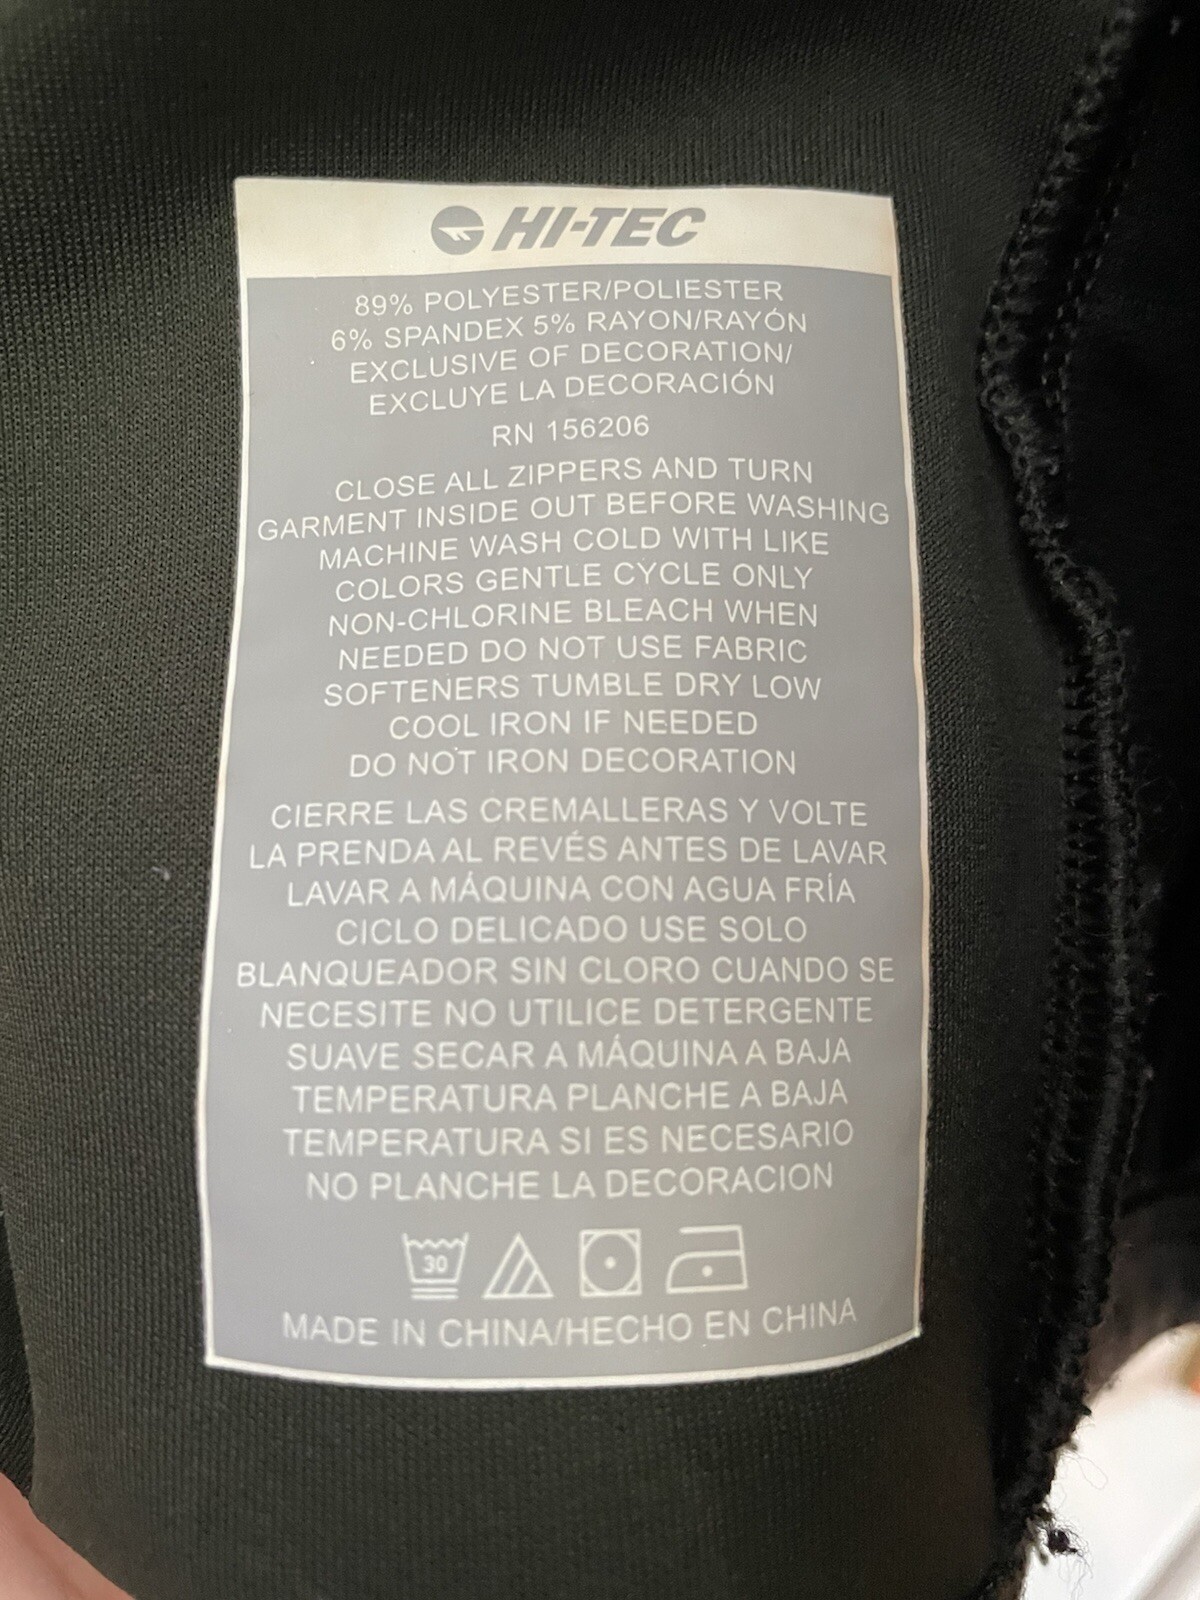 HI-TEC
89% POLYESTER/POLIESTER
6% SPANDEX 5% RAYON/RAYÓN
EXCLUSIVE OF DECORATION/
EXCLUYE LA DECORACIÓN
RN 156206
CLOSE ALL ZIPPERS AND TURN
GARMENT INSIDE OUT BEFORE WASHING
MACHINE WASH COLD WITH LIKE
COLORS GENTLE CYCLE ONLY
NON-CHLORINE BLEACH WHEN
NEEDED DO NOT USE FABRIC
SOFTENERS TUMBLE DRY LOW
COOL IRON IF NEEDED
DO NOT IRON DECORATION
CIERRE LAS CREMALLERAS Y VOLTE
LA PRENDA AL REVÉS ANTES DE LAVAR
LAVAR A MÁQUINA CON AGUA FRÍA
CICLO DELICADO USE SOLO
BLANQUEADOR SIN CLORO CUANDO SE
NECESITE NO UTILICE DETERGENTE
SUAVE SECAR A MÁQUINA A BAJA
TEMPERATURA PLANCHE A BAJA
TEMPERATURA SI ES NECESARIO
NO PLANCHE LA DECORACION
30
MADE IN CHINA/HECHO EN CHINA